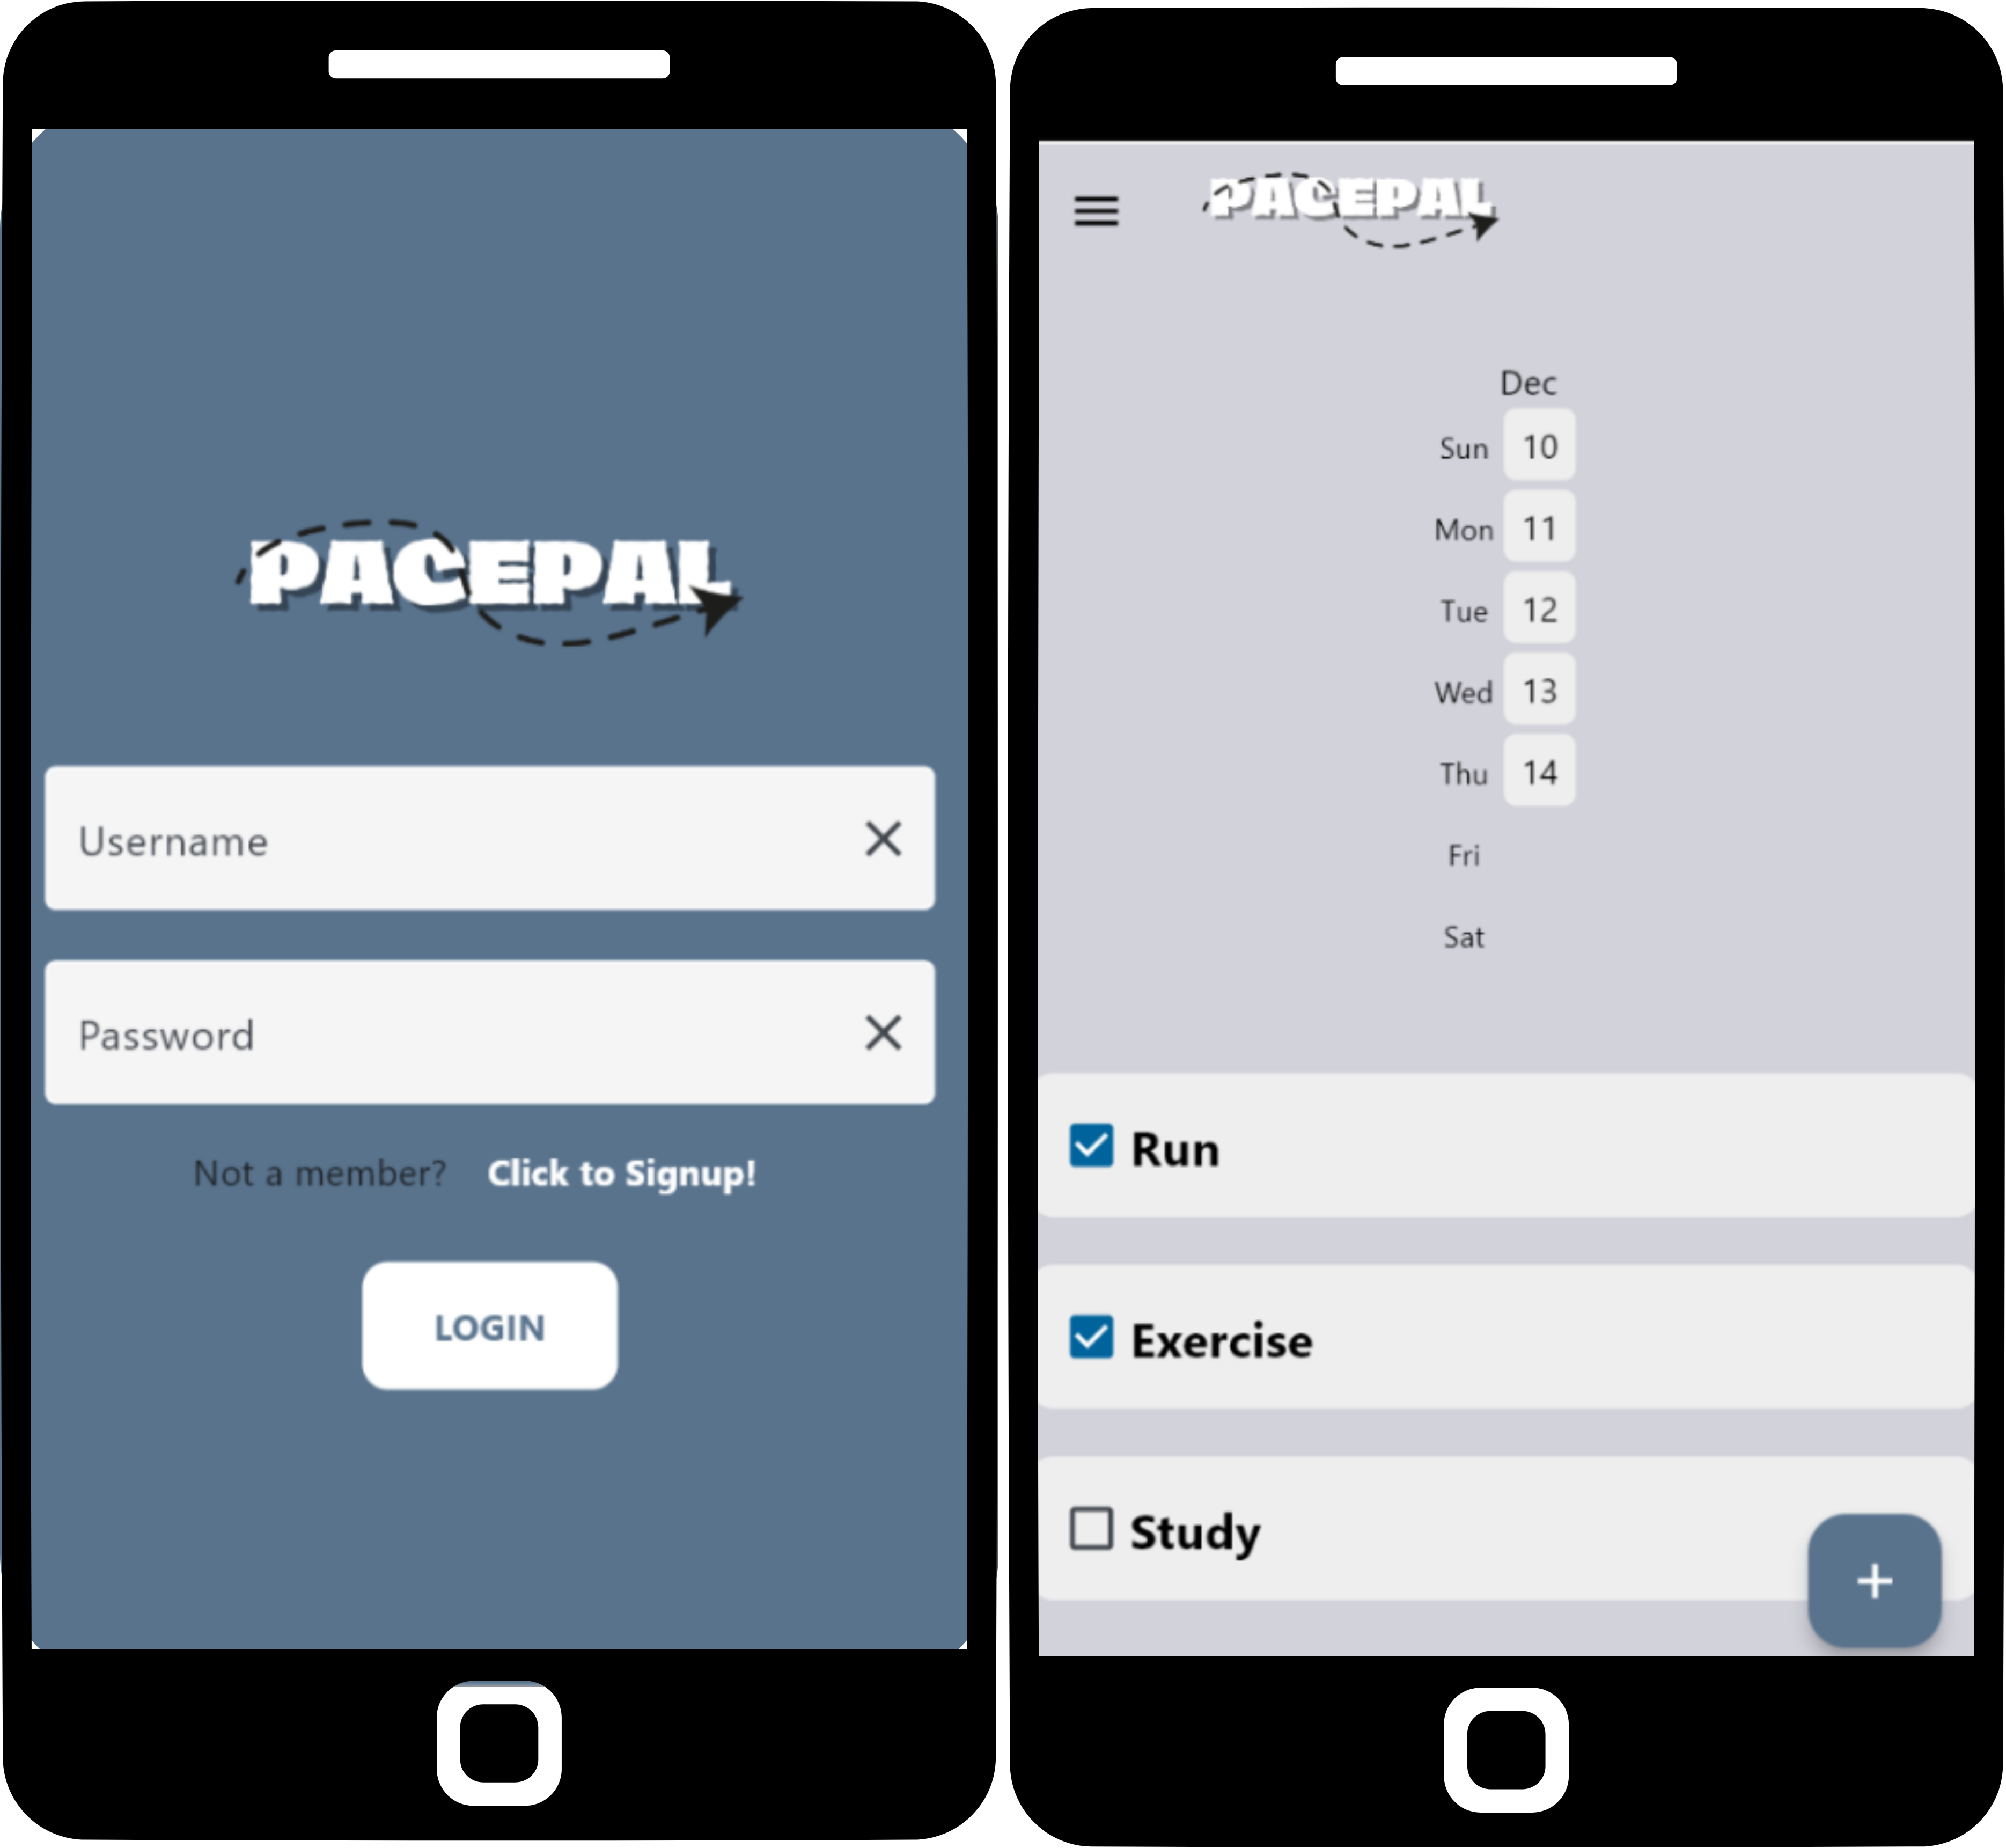 PACEPAL
Username
Password
Not a member? Click to Signup!
LOGIN
PACEPAL
Dec
Sun 10
Mon 11
Tue 12
Wed 13
Thu 14
Fri
Sat
Run
Exercise
Study
+